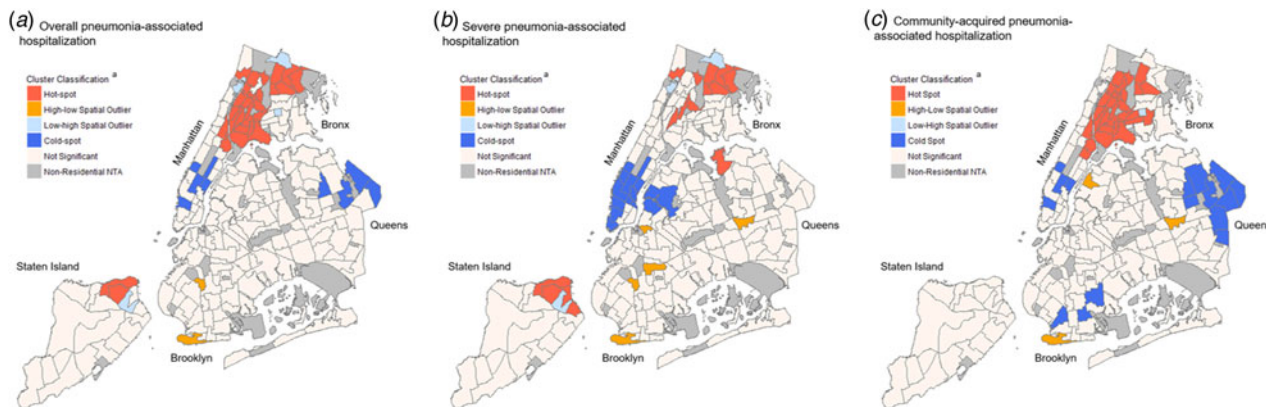 (a) Overall pneumonia-associated
hospitalization
Cluster Classification a
Hot-spot
High-low Spatial Outlier
Low-high Spatial Outlier
Cold-spot
Not Significant
Non-Residential NTA
Manhattan
Bronx
Queens
Staten Island
Brooklyn
(b) Severe pneumonia-associated
hospitalization
Cluster Classification a
Hot-spot
High-low Spatial Outlier
Low-high Spatial Outlier
Cold-spot
Not Significant
Non-Residential NTA
Manhattan
Bronx
Queens
Staten Island
Brooklyn
(c) Community-acquired pneumonia-
associated hospitalization
Cluster Classification a
Hot Spot
High-Low Spatial Outlier
Low-High Spatial Outlier
Cold Spot
Not Significant
Non-Residential NTA
Manhattan
Bronx
Queens
Staten Island
Brooklyn